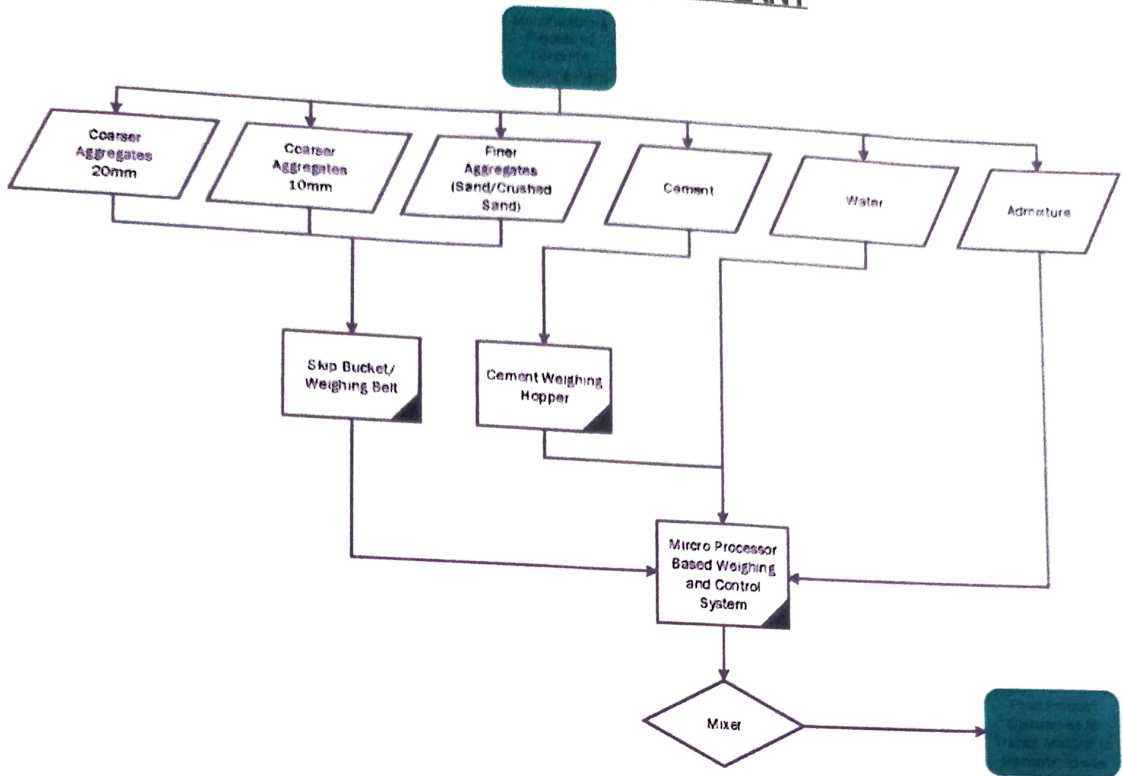 Coarser
Aggregates
20mm
Coarser
Aggregates
10mm
Finer
Aggregates
(Sand/Crushed
Sand)
Cement
Water
Admixture
Skip Bucket/
Weighing Belt
Cement Weighing
Hopper
Mircro Processor
Based Weighing
and Control
System
Mixer